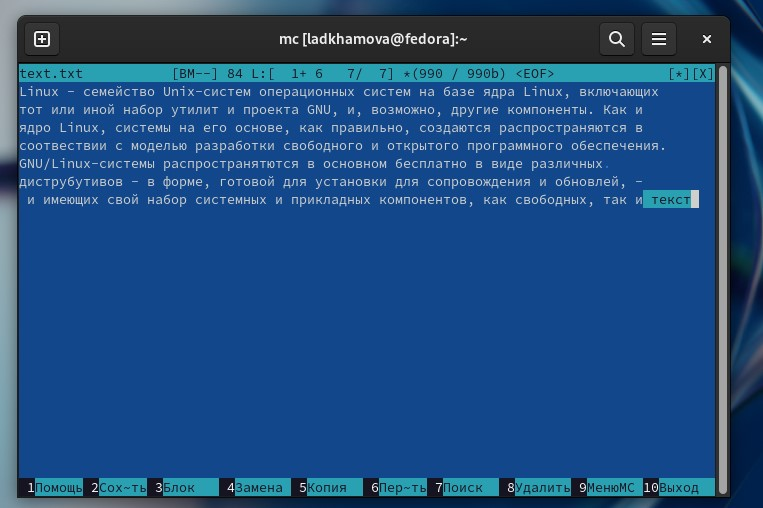 mc [ladkhamova@fedora]:~
text.txt [BM--] 84 L:[ 1+ 6 7/ 7] *(990 / 990b) <EOF> [*][X]
Linux - семейство Unix-систем операционных систем на базе ядра Linux, включающих
тот или иной набор утилит и проекта GNU, и, возможно, другие компоненты. Как и
ядро Linux, системы на его основе, как правильно, создаются распространяются в
соотвествии с моделью разработки свободного и открытого программного обеспечения.
GNU/Linux-системы распространятются в основном бесплатно в виде различных.
диструбутивов - в форме, готовой для установки для сопровождения и обновлей, -
и имеющих свой набор системных и прикладных компонентов, как свободных, так и текст
1Помощь 2Сох~ть 3Блок 4Замена 5Копия 6Пер~ть 7Поиск 8Удалить 9МенюМС 10Выход